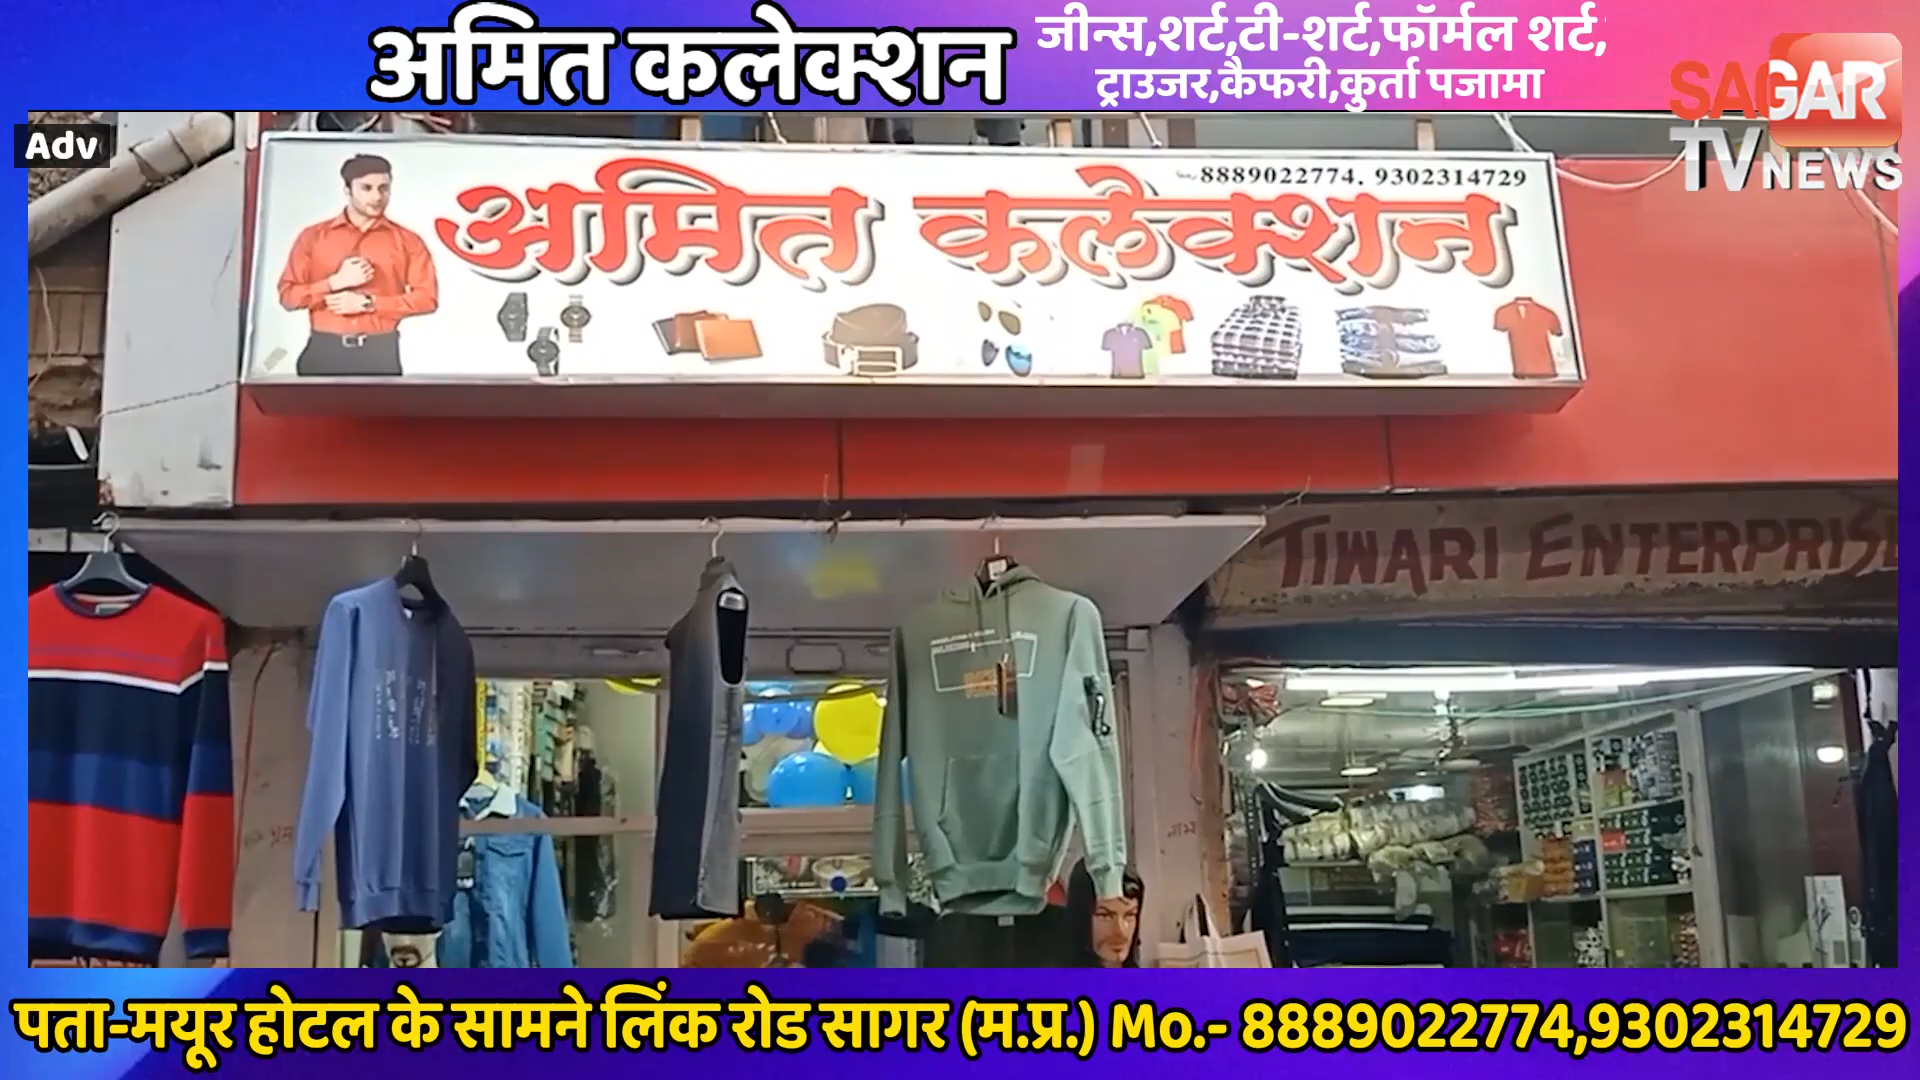 अमित कलेक्शन
जीन्स,शर्ट,टी-शर्ट,फॉर्मल शर्ट,
ट्राउजर,कैफरी,कुर्ता पजामा
SAGAR
TV NEWS
Adv
8889022774, 9302314729
अमित कलेक्शन
TIWARI ENTERPRISE
पता-मयूर होटल के सामने लिंक रोड सागर (म.प्र.) Mo.- 8889022774,9302314729